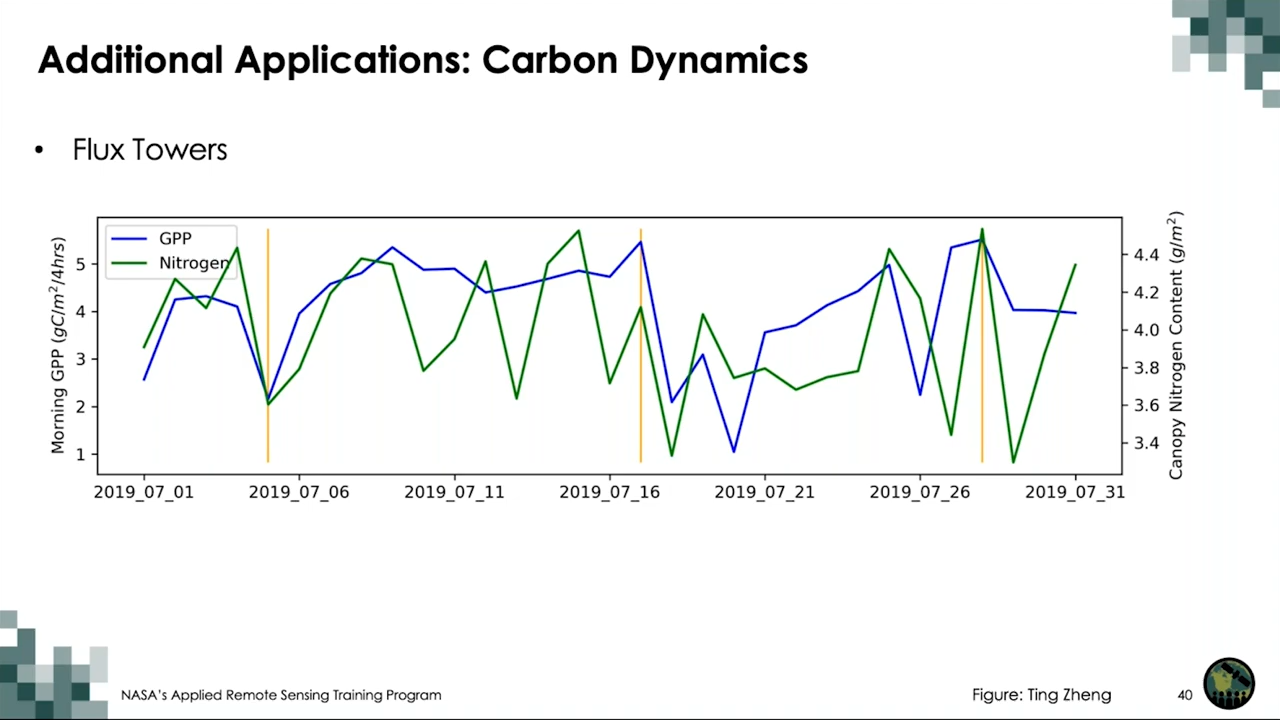 Additional Applications: Carbon Dynamics
• Flux Towers
GPP
Nitrogen
Morning GPP (gC/m²/4hrs)
5
4
3
2
1
4.4
4.2
4.0
3.8
3.6
3.4
Canopy Nitrogen Content (g/m²)
2019_07_01 2019_07_06 2019_07_11 2019_07_16 2019_07_21 2019_07_26 2019_07_31
NASA's Applied Remote Sensing Training Program
Figure: Ting Zheng
40